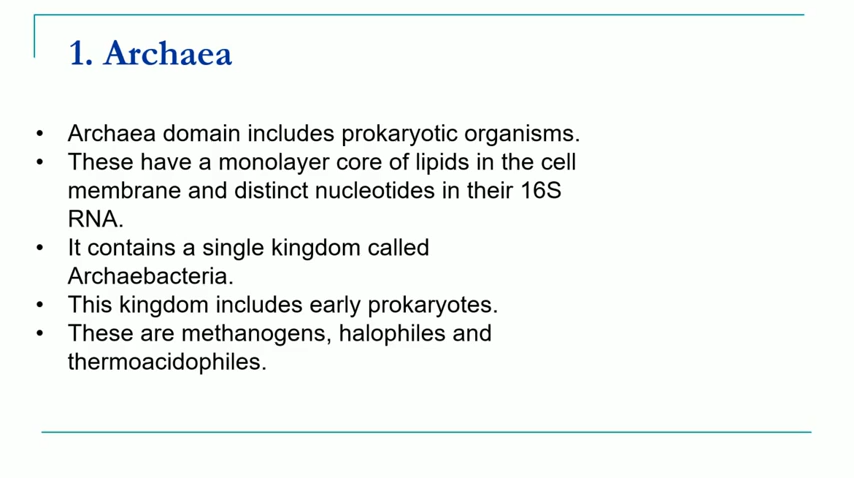 1. Archaea
• Archaea domain includes prokaryotic organisms.
• These have a monolayer core of lipids in the cell
membrane and distinct nucleotides in their 16S
RNA.
• It contains a single kingdom called
Archaebacteria.
• This kingdom includes early prokaryotes.
• These are methanogens, halophiles and
thermoacidophiles.